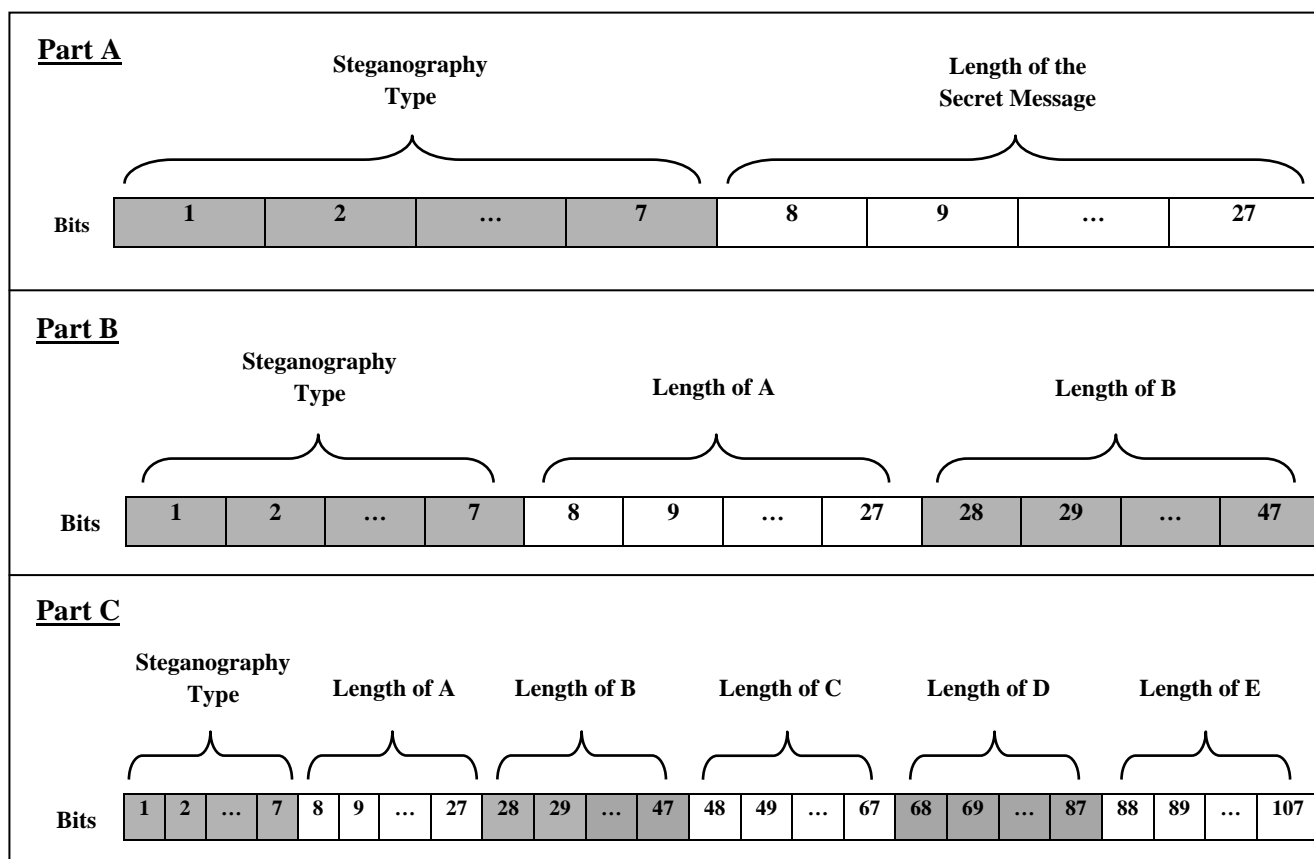 Part A
Steganography
Type
Length of the
Secret Message
Bits 1 2 … 7 8 9 … 27
Part B
Steganography
Type
Length of A
Length of B
Bits 1 2 … 7 8 9 … 27 28 29 … 47
Part C
Steganography
Type
Length of A
Length of B
Length of C
Length of D
Length of E
Bits 1 2 … 7 8 9 … 27 28 29 … 47 48 49 … 67 68 69 … 87 88 89 … 107